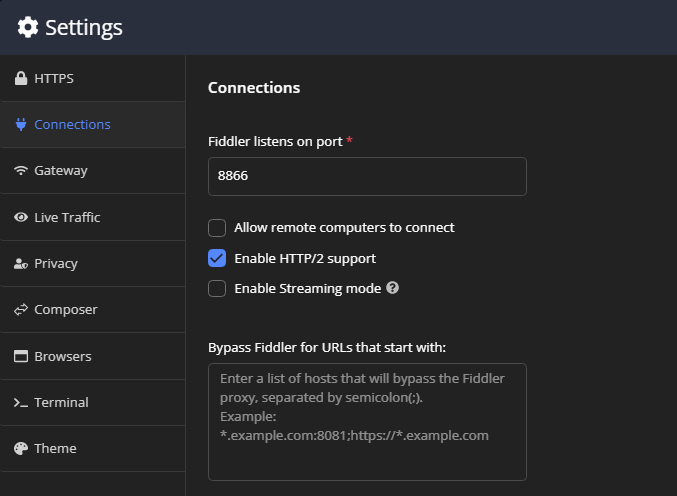 Settings
HTTPS
Connections
Gateway
Live Traffic
Privacy
Composer
Browsers
Terminal
Theme
Connections
Fiddler listens on port *
8866
Allow remote computers to connect
Enable HTTP/2 support
Enable Streaming mode ?
Bypass Fiddler for URLs that start with:
Enter a list of hosts that will bypass the Fiddler
proxy, separated by semicolon(;).
Example:
*.example.com:8081;https://*.example.com